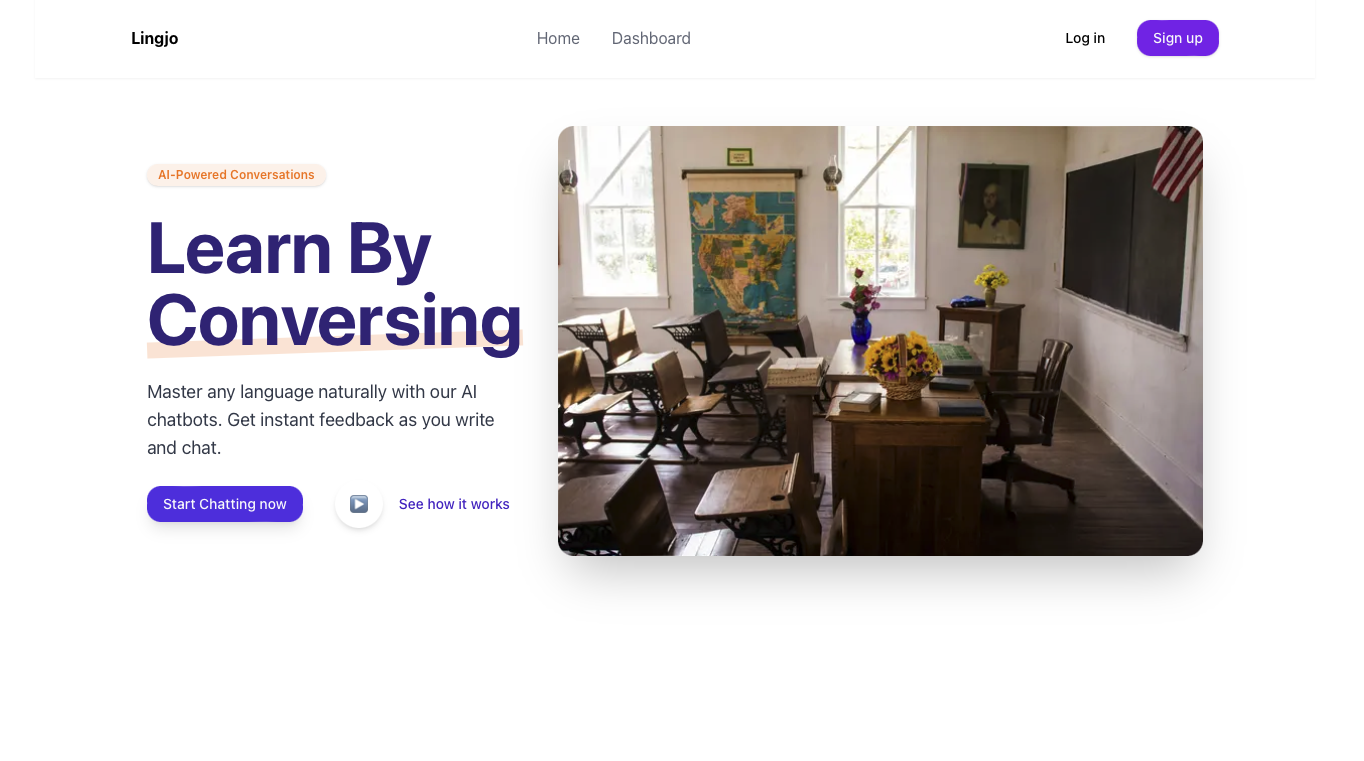 Lingjo
Home
Dashboard
Log in
Sign up
AI-Powered Conversations
Learn By
Conversing
Master any language naturally with our AI
chatbots. Get instant feedback as you write
and chat.
Start Chatting now
See how it works